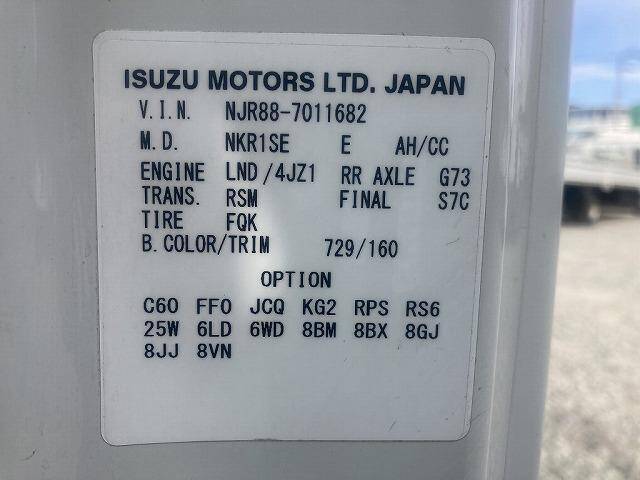 ISUZU MOTORS LTD. JAPAN
V.I.N. NJR88-7011682
M.D. NKR1SE E AH/CC
ENGINE LND/4JZ1 RR AXLE G73
TRANS. RSM FINAL S7C
TIRE FQK
B.COLOR/TRIM 729/160
OPTION
C60 FF0 JCQ KG2 RPS RS6
25W 6LD 6WD 8BM 8BX 8GJ
8JJ 8VN